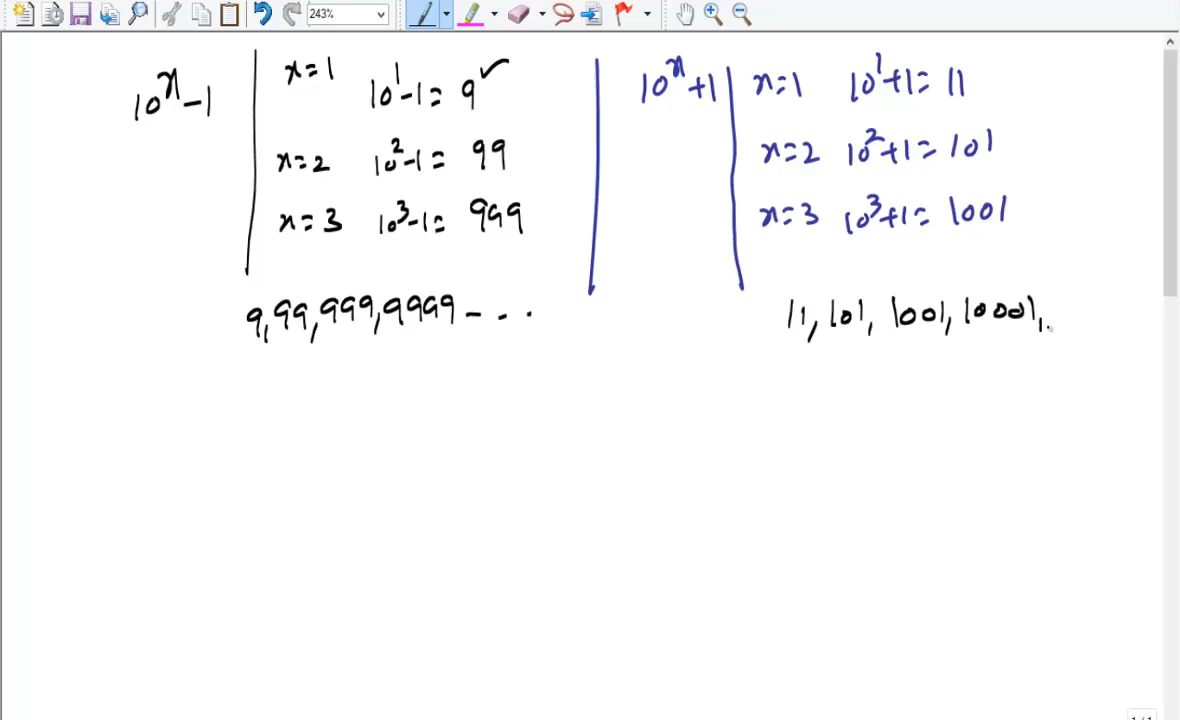 243%
10^x-1
x=1 10^1-1= 9 ✓
x=2 10^2-1= 99
x=3 10^3-1= 999
9,99,999,9999- - ..
10^x+1
x=1 10^1+1= 11
x=2 10^2+1= 101
x=3 10^3+1= 1001
11, 101, 1001, 10001,.
1/1